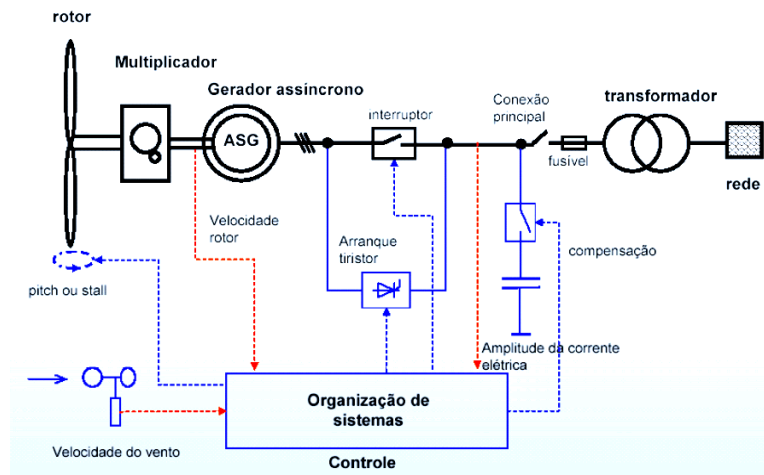 rotor
Multiplicador
Gerador assíncrono
ASG
interruptor
Conexão
principal
transformador
fusivel
rede
Velocidade
rotor
Arranque
tiristor
compensação
pitch ou stall
Amplitude da corrente
elétrica
Organização de
sistemas
Velocidade do vento
Controle